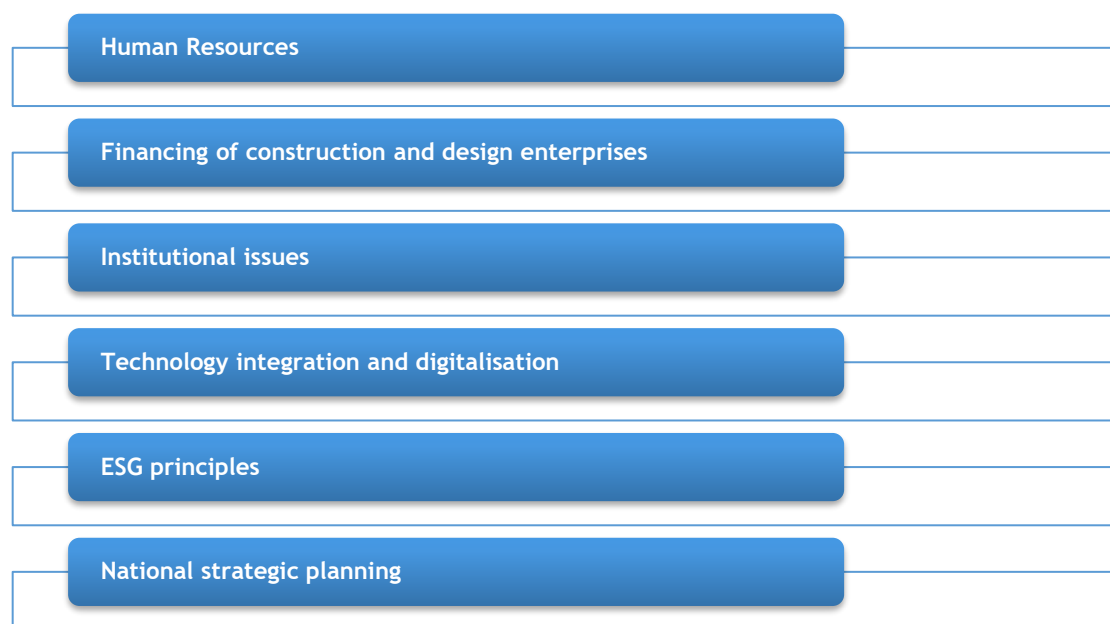 Human Resources
Financing of construction and design enterprises
Institutional issues
Technology integration and digitalisation
ESG principles
National strategic planning